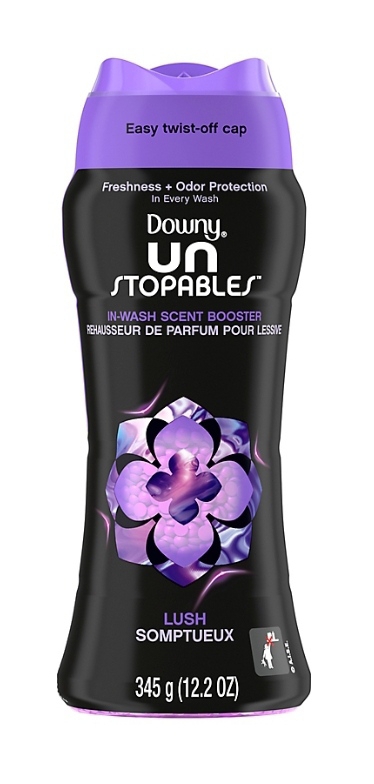 Easy twist-off cap
Freshness + Odor Protection
In Every Wash
Downy®
UN
STOPABLES™
IN-WASH SCENT BOOSTER
REHAUSSEUR DE PARFUM POUR LESSIVE
LUSH
SOMPTUEUX
345 g (12.2 OZ)